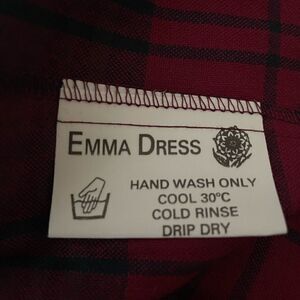 EMMA DRESS
HAND WASH ONLY
COOL 30°C
COLD RINSE
DRIP DRY